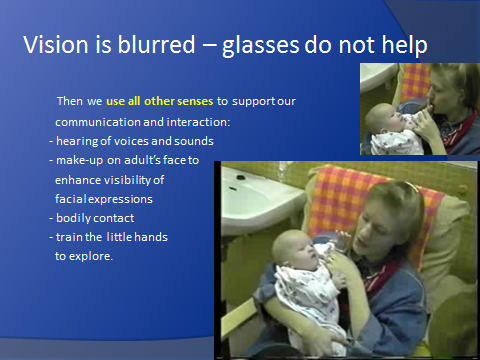 Vision is blurred – glasses do not help
Then we use all other senses to support our
communication and interaction:
- hearing of voices and sounds
- make-up on adult's face to
enhance visibility of
facial expressions
- bodily contact
- train the little hands
to explore.